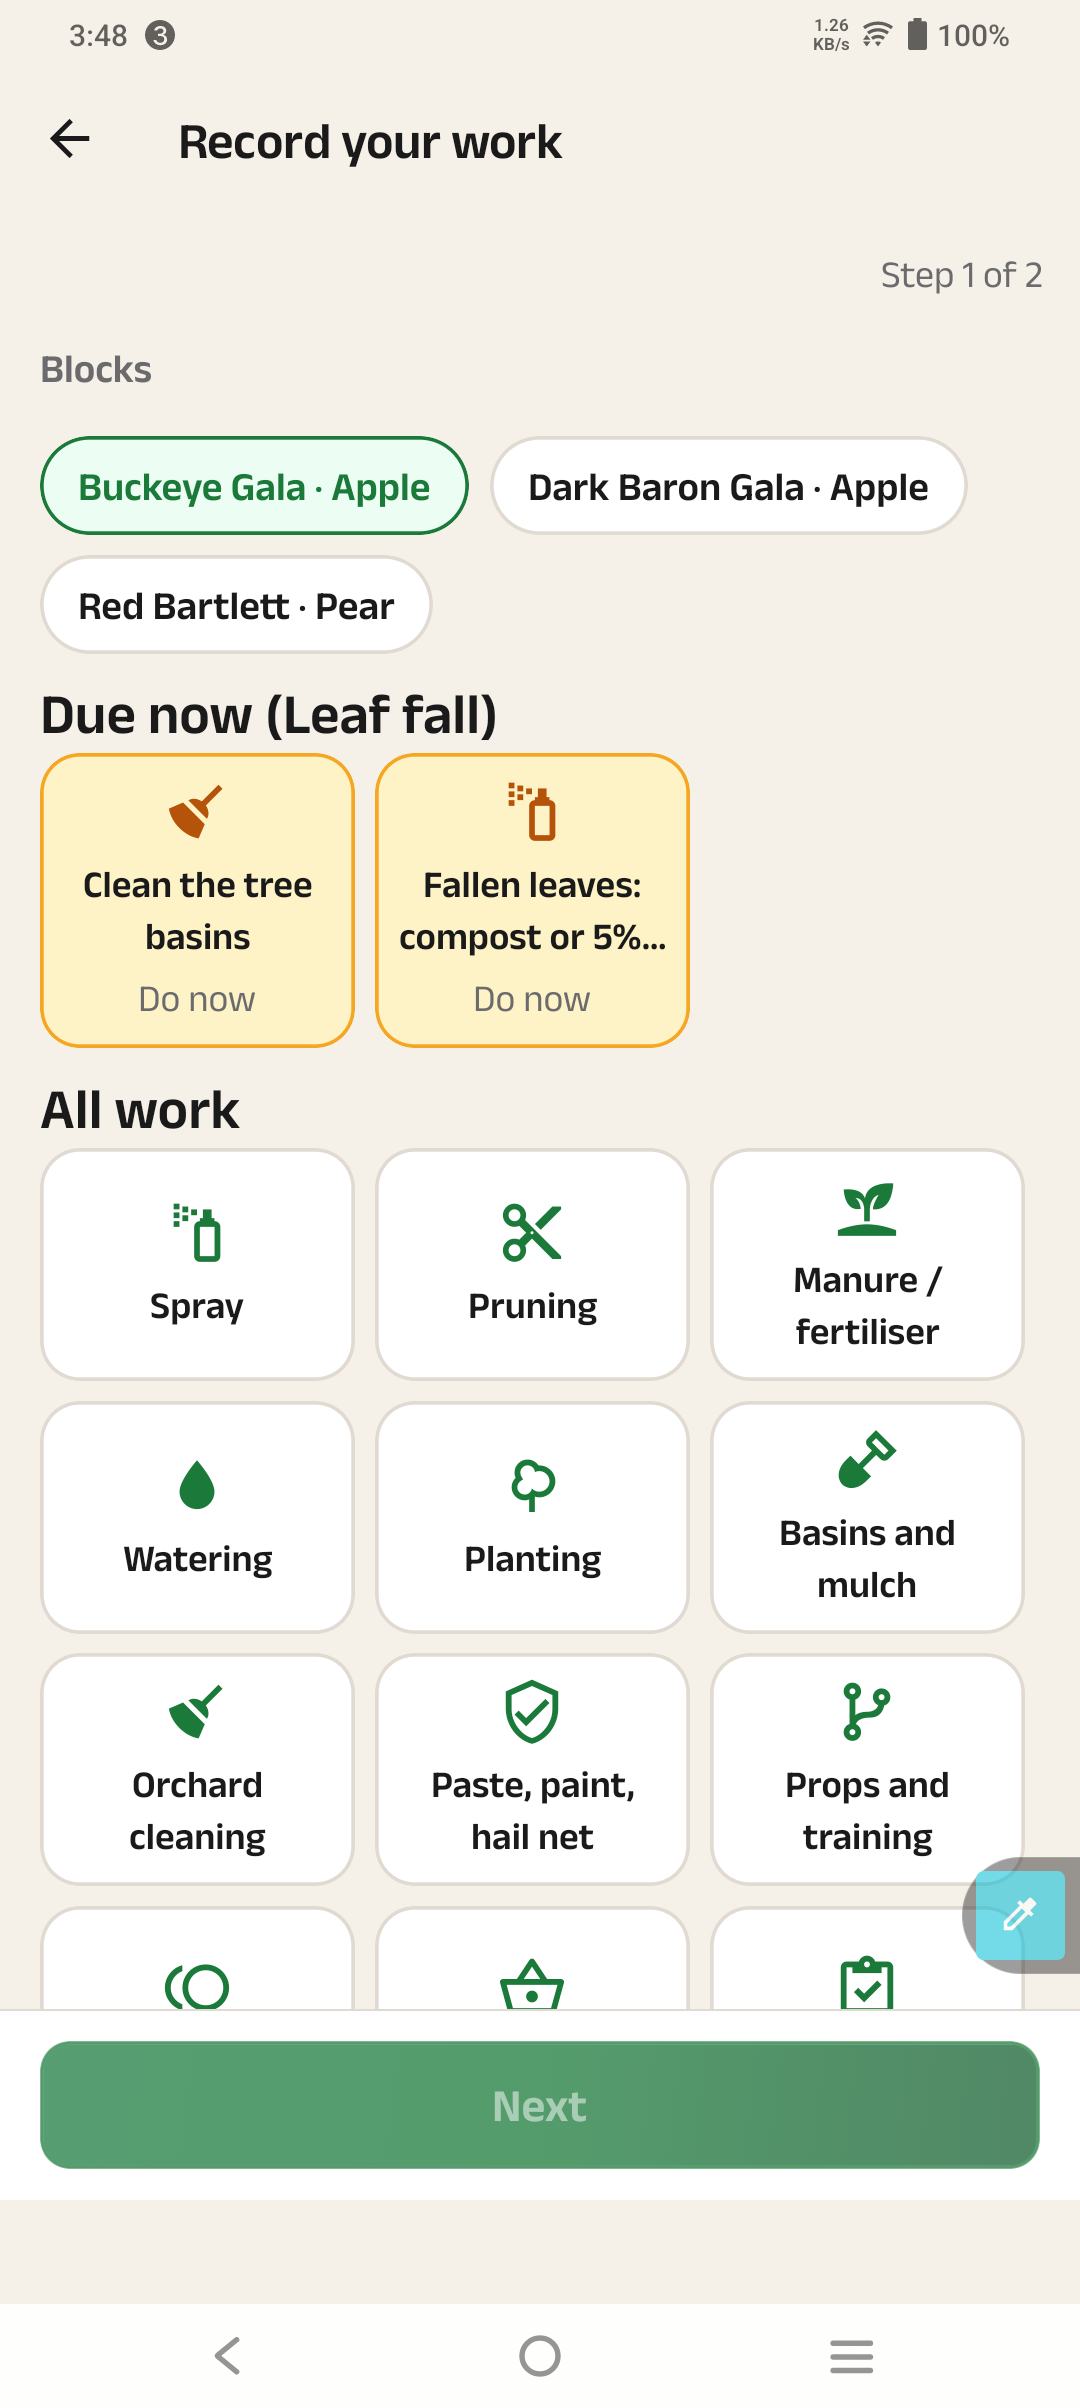 3:48 3 1.26 KB/s 100%
Record your work
Step 1 of 2
Blocks
Buckeye Gala · Apple
Dark Baron Gala · Apple
Red Bartlett · Pear
Due now (Leaf fall)
Clean the tree
basins
Do now
Fallen leaves:
compost or 5%...
Do now
All work
Spray
Pruning
Manure /
fertiliser
Watering
Planting
Basins and
mulch
Orchard
cleaning
Paste, paint,
hail net
Props and
training
Next